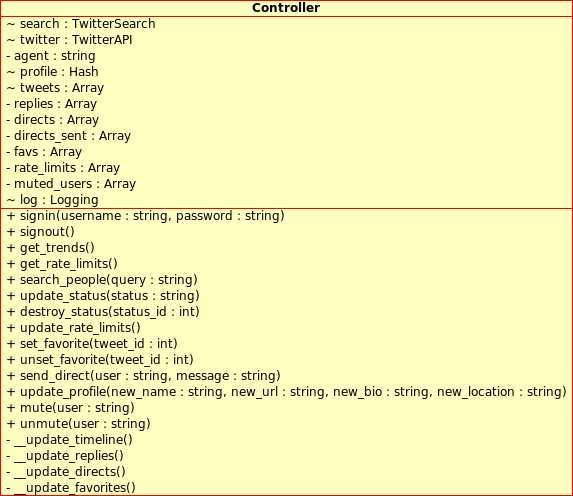 Controller
~ search : TwitterSearch
~ twitter : TwitterAPI
- agent : string
~ profile : Hash
~ tweets : Array
- replies : Array
- directs : Array
- directs_sent : Array
- favs : Array
- rate_limits : Array
- muted_users : Array
~ log : Logging
+ signin(username : string, password : string)
+ signout()
+ get_trends()
+ get_rate_limits()
+ search_people(query : string)
+ update_status(status : string)
+ destroy_status(status_id : int)
+ update_rate_limits()
+ set_favorite(tweet_id : int)
+ unset_favorite(tweet_id : int)
+ send_direct(user : string, message : string)
+ update_profile(new_name : string, new_url : string, new_bio : string, new_location : string)
+ mute(user : string)
+ unmute(user : string)
- __update_timeline()
- __update_replies()
- __update_directs()
- __update_favorites()